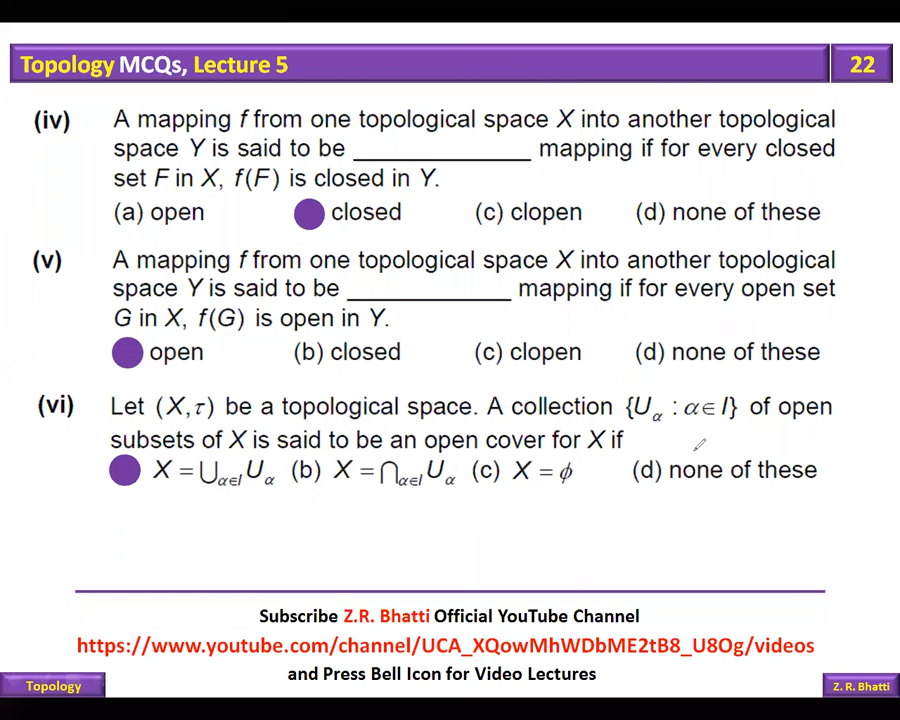 Topology MCQs, Lecture 5 22
(iv) A mapping f from one topological space X into another topological
space Y is said to be ______________ mapping if for every closed
set F in X, f(F) is closed in Y.
(a) open closed (c) clopen (d) none of these
(v) A mapping f from one topological space X into another topological
space Y is said to be _____________ mapping if for every open set
G in X, f(G) is open in Y.
open (b) closed (c) clopen (d) none of these
(vi) Let (X,τ) be a topological space. A collection {U_α : α∈I} of open
subsets of X is said to be an open cover for X if
X = ⋃_{α∈I} U_α (b) X = ⋂_{α∈I} U_α (c) X = ϕ (d) none of these
Subscribe Z.R. Bhatti Official YouTube Channel
https://www.youtube.com/channel/UCA_XQowMhWDbME2tB8_U8Og/videos
and Press Bell Icon for Video Lectures
Topology Z. R. Bhatti